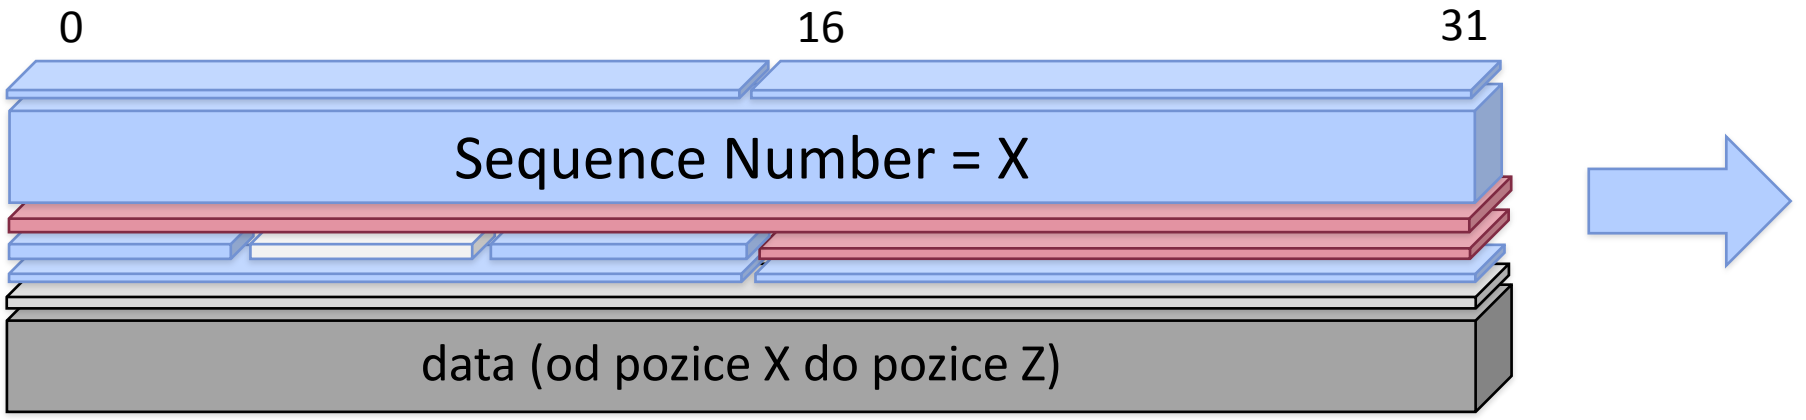 0 16 31
Sequence Number = X
data (od pozice X do pozice Z)